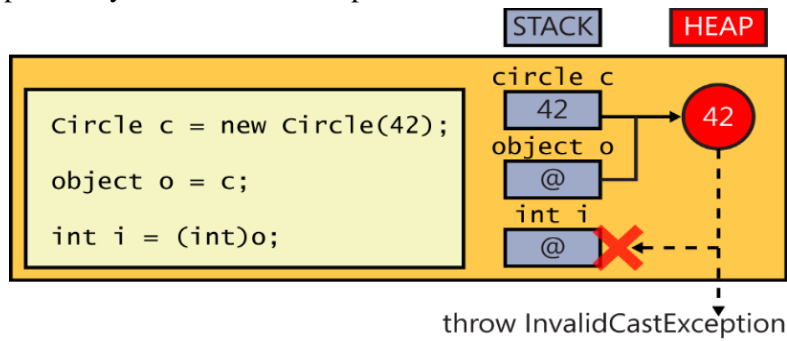 STACK HEAP
circle c
Circle c = new Circle(42);
42
42
object o
object o = c;
@
int i
int i = (int)o;
@
throw InvalidCastException